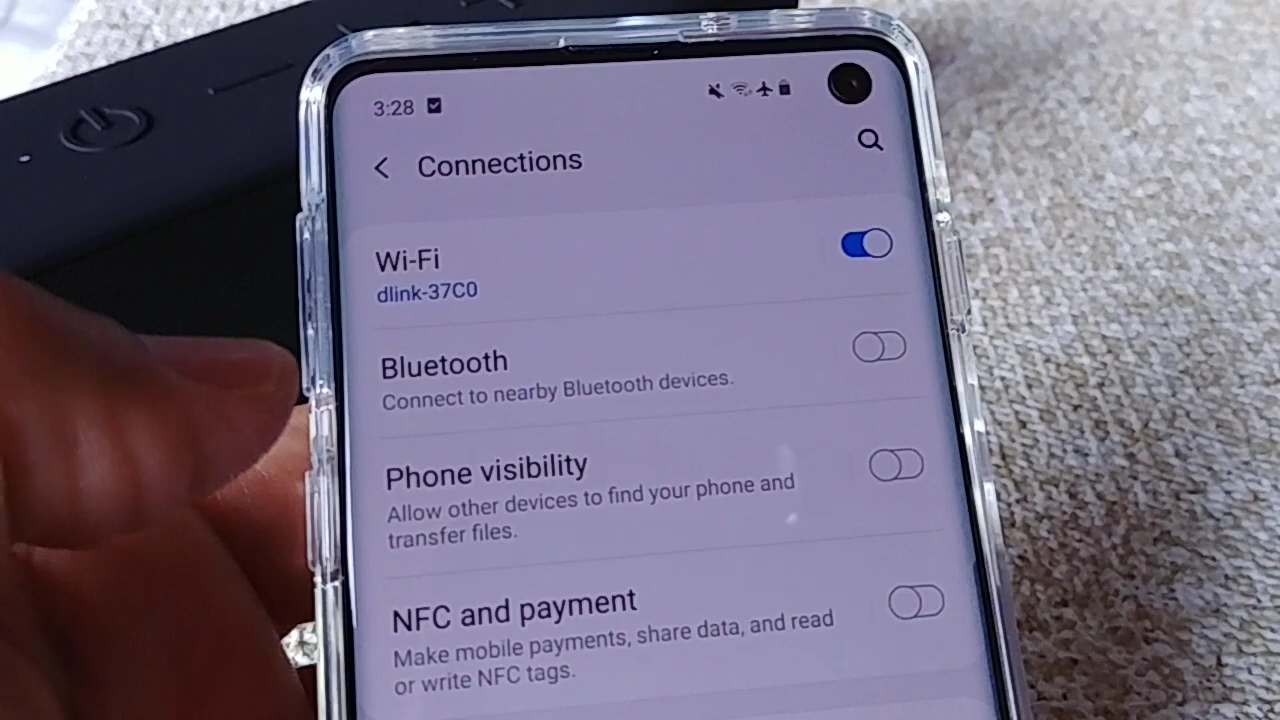 3:28
Connections
Wi-Fi
dlink-37C0
Bluetooth
Connect to nearby Bluetooth devices.
Phone visibility
Allow other devices to find your phone and
transfer files.
NFC and payment
Make mobile payments, share data, and read
or write NFC tags.